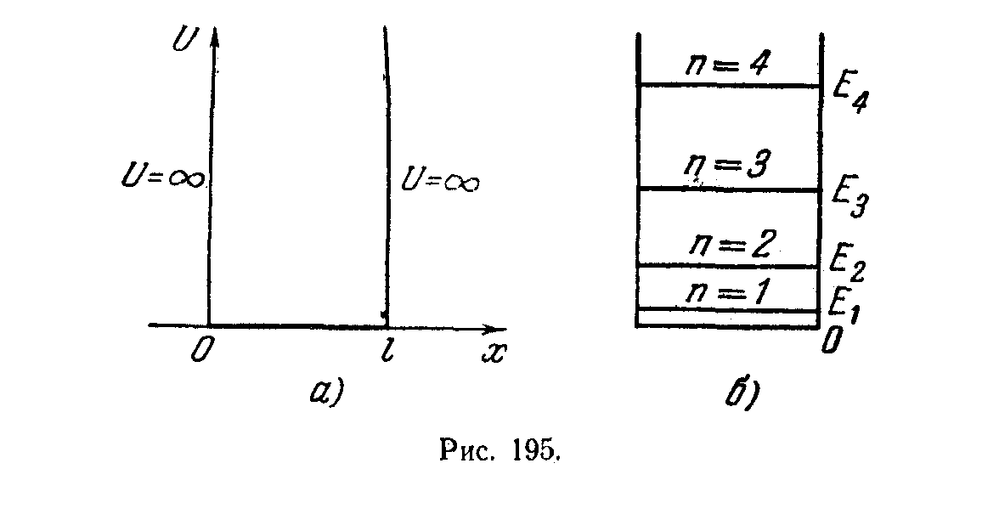 U
n = 4
E4
U = ∞
U = ∞
n = 3
E3
n = 2
E2
n = 1
E1
0
l
x
0
а)
б)
Рис. 195.